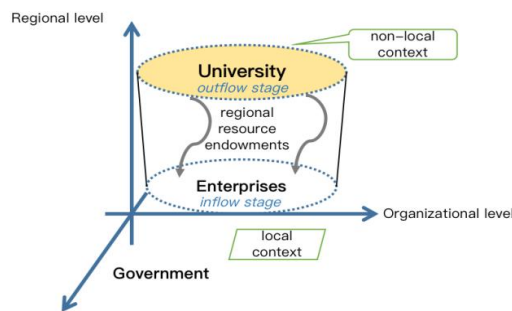 Regional level
non-local
context
University
outflow stage
regional
resource
endowments
Enterprises
inflow stage
Organizational level
local
context
Government